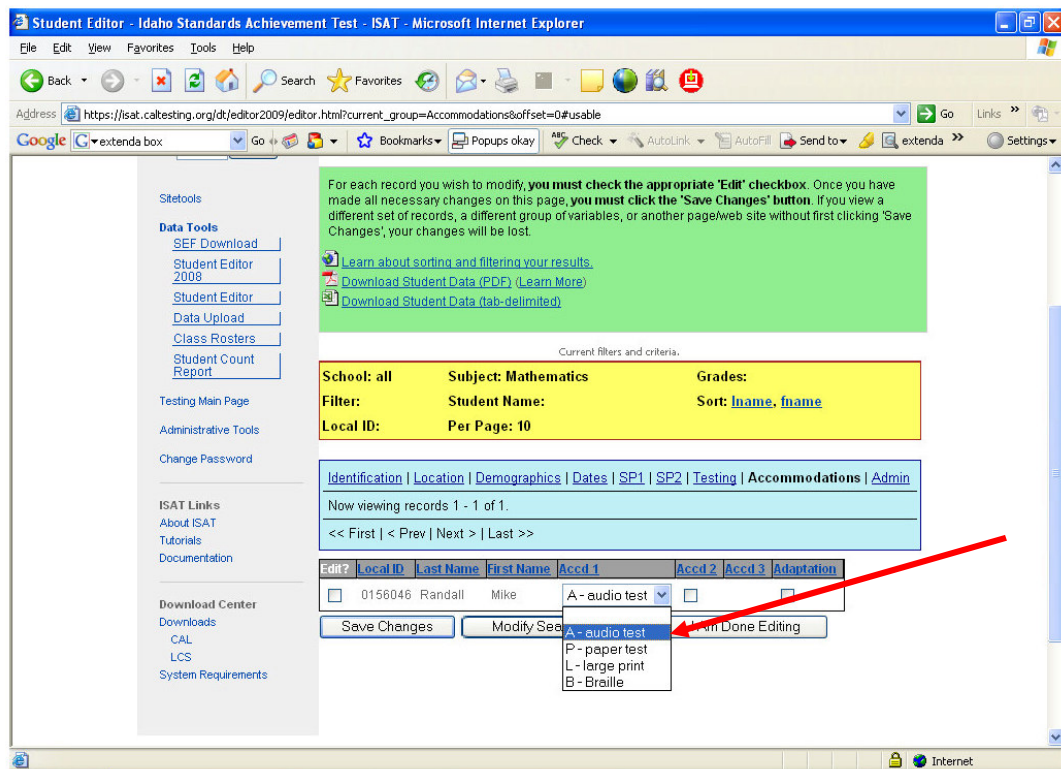 Student Editor - Idaho Standards Achievement Test - ISAT - Microsoft Internet Explorer
File Edit View Favorites Tools Help
Back Search Favorites
Address https://isat.caltesting.org/dt/editor2009/editor.html?current_group=Accommodations&offset=0#usable Go Links »
Google G extenda box Go Bookmarks Popups okay ABC Check AutoLink AutoFill Send to extenda » Settings
Sitetools
Data Tools
SEF Download
Student Editor
2008
Student Editor
Data Upload
Class Rosters
Student Count
Report
Testing Main Page
Administrative Tools
Change Password
ISAT Links
About ISAT
Tutorials
Documentation
Download Center
Downloads
CAL
LCS
System Requirements
For each record you wish to modify, you must check the appropriate 'Edit' checkbox. Once you have
made all necessary changes on this page, you must click the 'Save Changes' button. If you view a
different set of records, a different group of variables, or another page/web site without first clicking 'Save
Changes', your changes will be lost.
Learn about sorting and filtering your results.
Download Student Data (PDF) (Learn More)
Download Student Data (tab-delimited)
Current filters and criteria.
School: all Subject: Mathematics Grades:
Filter: Student Name: Sort: lname, fname
Local ID: Per Page: 10
Identification | Location | Demographics | Dates | SP1 | SP2 | Testing | Accommodations | Admin
Now viewing records 1 - 1 of 1.
<< First | < Prev | Next > | Last >>
Edit? Local ID Last Name First Name Accd 1 Accd 2 Accd 3 Adaptation
0156046 Randall Mike A - audio test
Save Changes Modify Sea Am Done Editing
A - audio test
P - paper test
L - large print
B - Braille
Internet